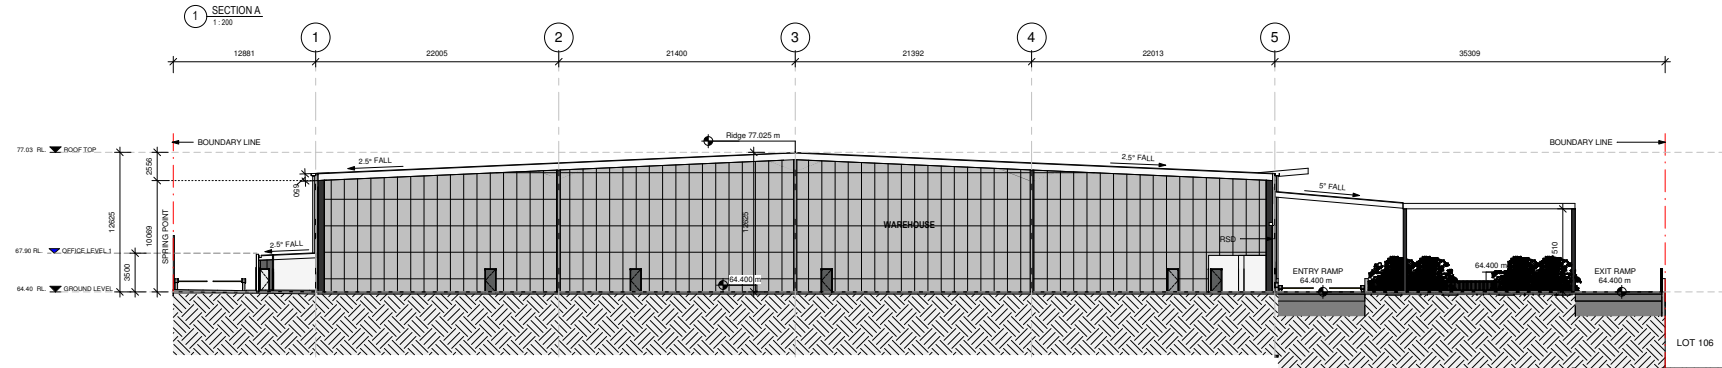 1
SECTION A
1 : 200
1
2
3
4
5
12881
22005
21400
21392
22013
35309
Ridge 77.025 m
BOUNDARY LINE
BOUNDARY LINE
77.03 RL. ROOF TOP
2.5° FALL
2.5° FALL
2556
650
5° FALL
12625
10069
SPRING POINT
12625
WAREHOUSE
67.90 RL. OFFICE LEVEL 1
2.5° FALL
RSD
3500
510
64.400 m
ENTRY RAMP
64.400 m
64.400 m
EXIT RAMP
64.400 m
64.40 RL. GROUND LEVEL
LOT 106